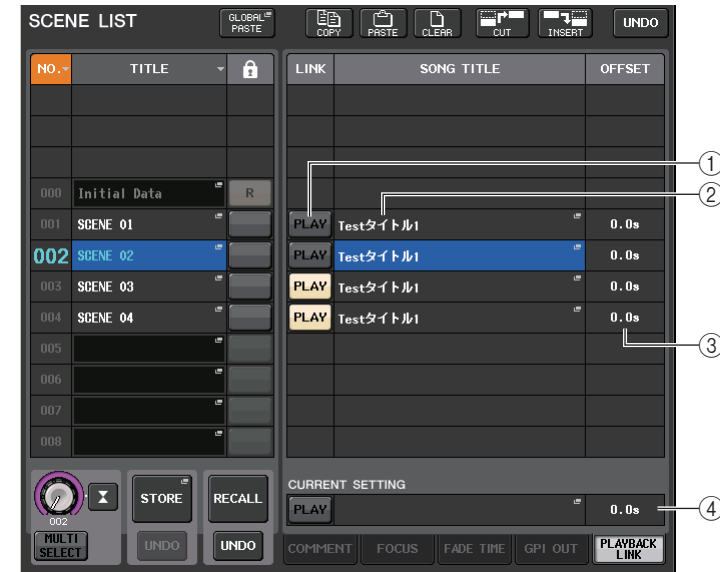 SCENE LIST
GLOBAL PASTE
COPY
PASTE
CLEAR
CUT
INSERT
UNDO
NO. TITLE LINK SONG TITLE OFFSET
000 Initial Data R
001 SCENE 01 PLAY Testタイトル1 0.0s
002 SCENE 02 PLAY Testタイトル1 0.0s
003 SCENE 03 PLAY Testタイトル1 0.0s
004 SCENE 04 PLAY Testタイトル1 0.0s
005
006
007
008
①
②
③
④
002
MULTI SELECT
STORE
UNDO
RECALL
UNDO
CURRENT SETTING
PLAY 0.0s
COMMENT FOCUS FADE TIME GPI OUT PLAYBACK LINK